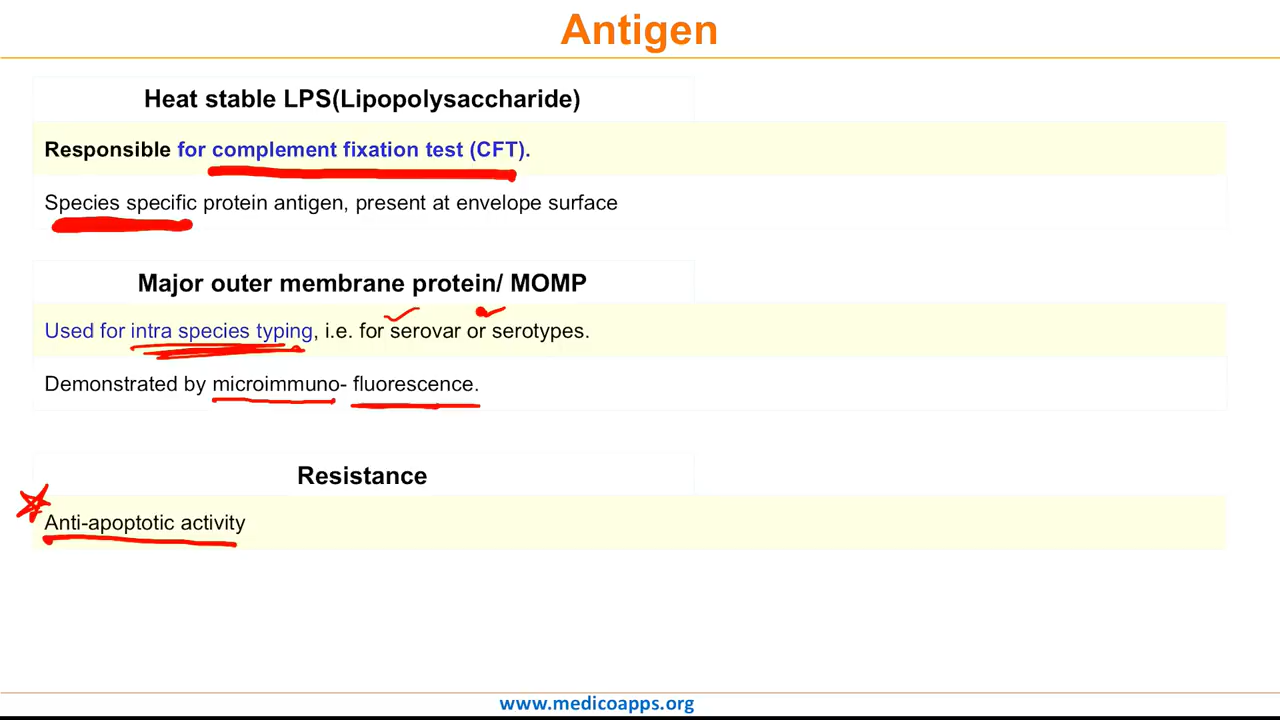 Antigen
Heat stable LPS(Lipopolysaccharide)
Responsible for complement fixation test (CFT).
Species specific protein antigen, present at envelope surface
Major outer membrane protein/ MOMP
Used for intra species typing, i.e. for serovar or serotypes.
Demonstrated by microimmuno- fluorescence.
Resistance
Anti-apoptotic activity
www.medicoapps.org